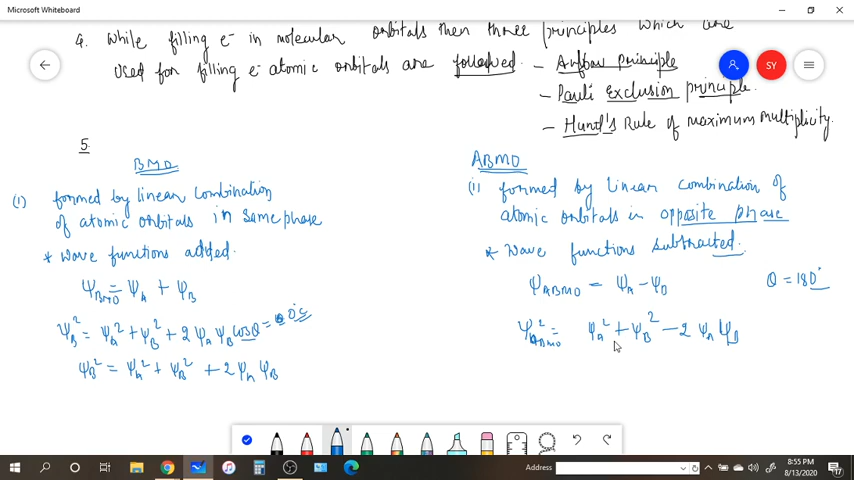 Microsoft Whiteboard
4. While filling e- in molecular orbitals then three principles which are
used for filling e- atomic orbitals are followed. - Aufbau principle
- Pauli Exclusion principle.
- Hund's Rule of maximum multiplicity.
SY
5.
BMO
(1) formed by linear combination
of atomic orbitals in same phase
* Wave functions added.
ΨBMO = ΨA + ΨB
ΨB² = ΨA² + ΨB² + 2 ΨA ΨB cosθ = 0°C
ΨB² = ΨA² + ΨB² + 2 ΨA ΨB
ABMO
(1) formed by linear combination of
atomic orbitals in opposite phase
* Wave functions subtracted.
ΨABMO = ΨA - ΨB θ = 180°
Ψ²ABMO = ΨA² + ΨB² - 2 ΨA ΨB
Address
8:55 PM
8/13/2020
17